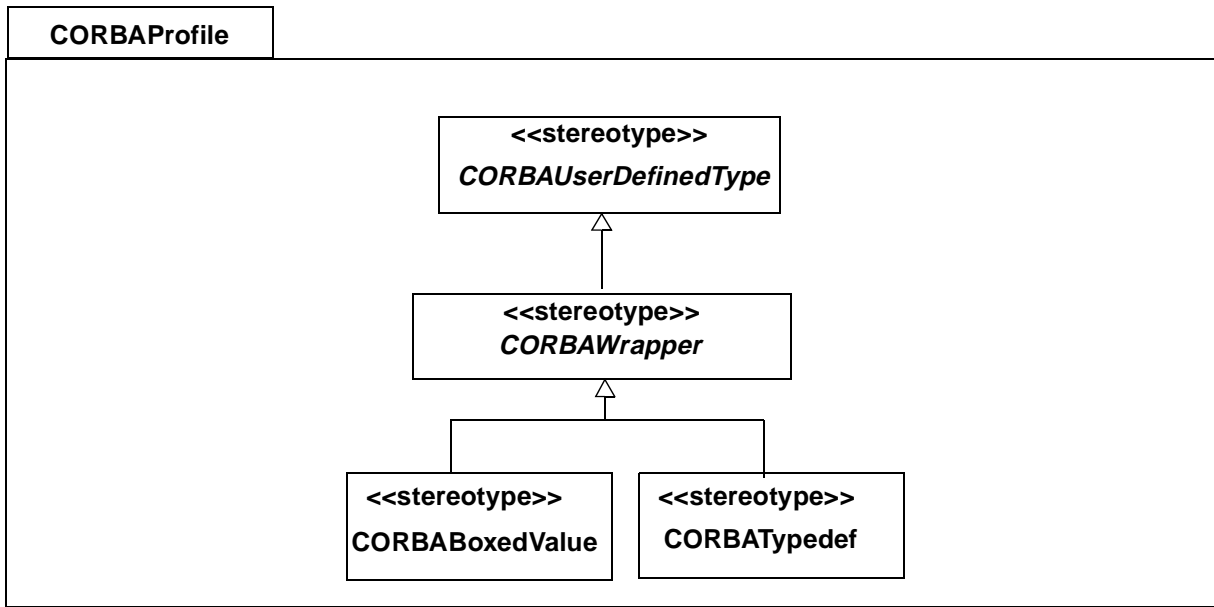 CORBAProfile
<<stereotype>>
CORBAUserDefinedType
<<stereotype>>
CORBAWrapper
<<stereotype>>
CORBABoxedValue
<<stereotype>>
CORBATypedef